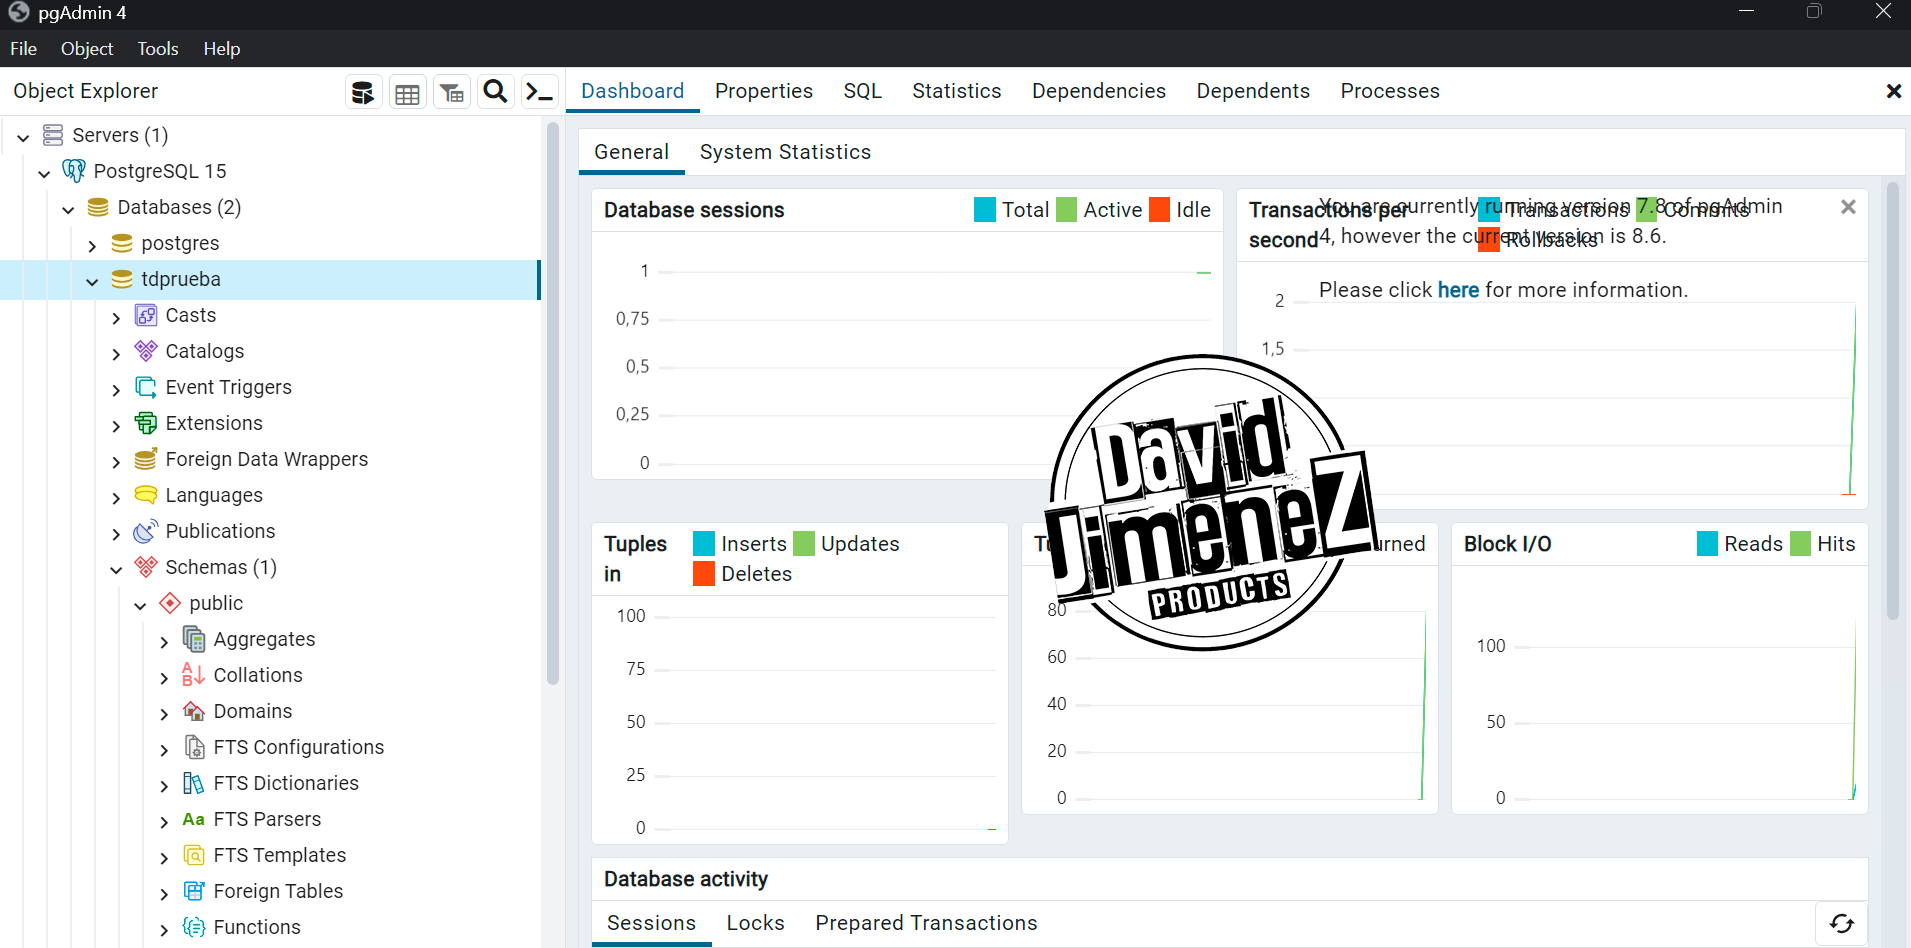 pgAdmin 4
File Object Tools Help
Object Explorer
Dashboard Properties SQL Statistics Dependencies Dependents Processes
Servers (1)
PostgreSQL 15
Databases (2)
postgres
tdprueba
Casts
Catalogs
Event Triggers
Extensions
Foreign Data Wrappers
Languages
Publications
Schemas (1)
public
Aggregates
Collations
Domains
FTS Configurations
FTS Dictionaries
Aa FTS Parsers
FTS Templates
Foreign Tables
Functions
General System Statistics
Database sessions
Total Active Idle
1
0,75
0,5
0,25
0
Transactions per
second
Transactions Commits
Rollbacks
You are currently running version 7.8 of pgAdmin
4, however the current version is 8.6.
Please click here for more information.
2
1,5
David
JimeneZ
PRODUCTS
Tuples
in
Inserts Updates
Deletes
100
75
50
25
0
80
60
40
20
0
Block I/O
Reads Hits
100
50
0
Database activity
Sessions Locks Prepared Transactions